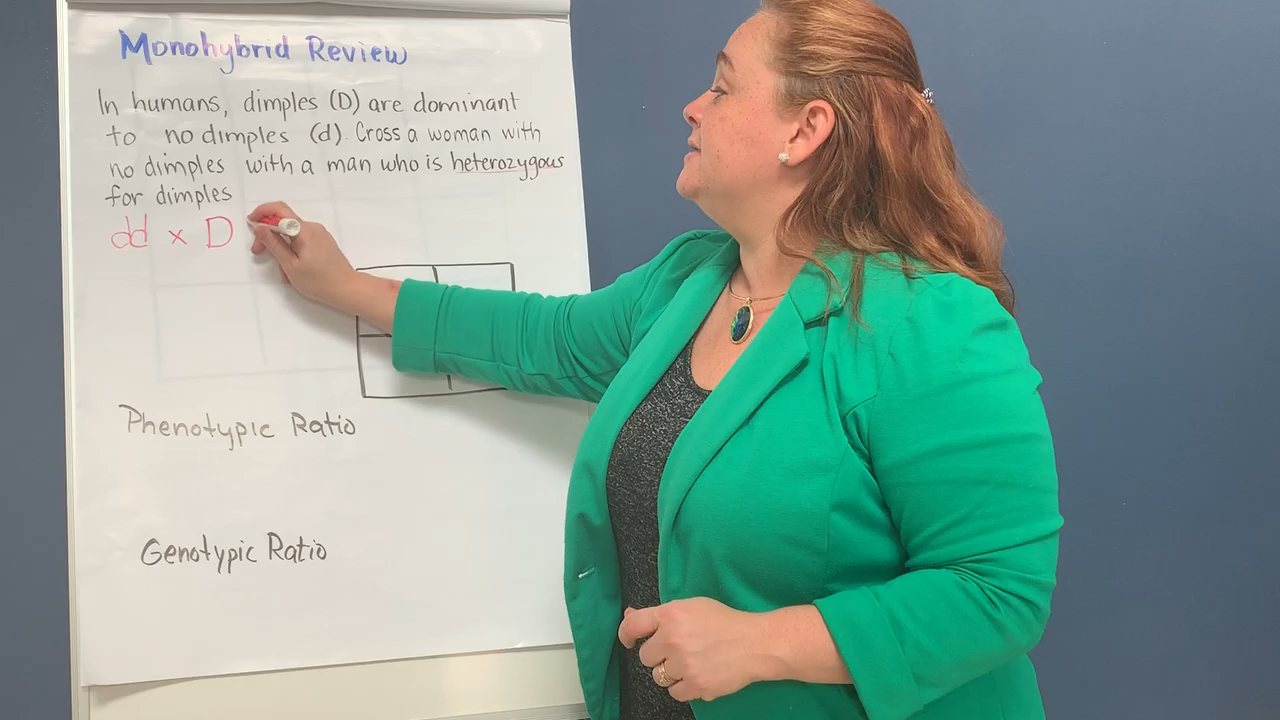 Monohybrid Review
In humans, dimples (D) are dominant
to no dimples (d). Cross a woman with
no dimples with a man who is heterozygous
for dimples
dd x D
Phenotypic Ratio
Genotypic Ratio